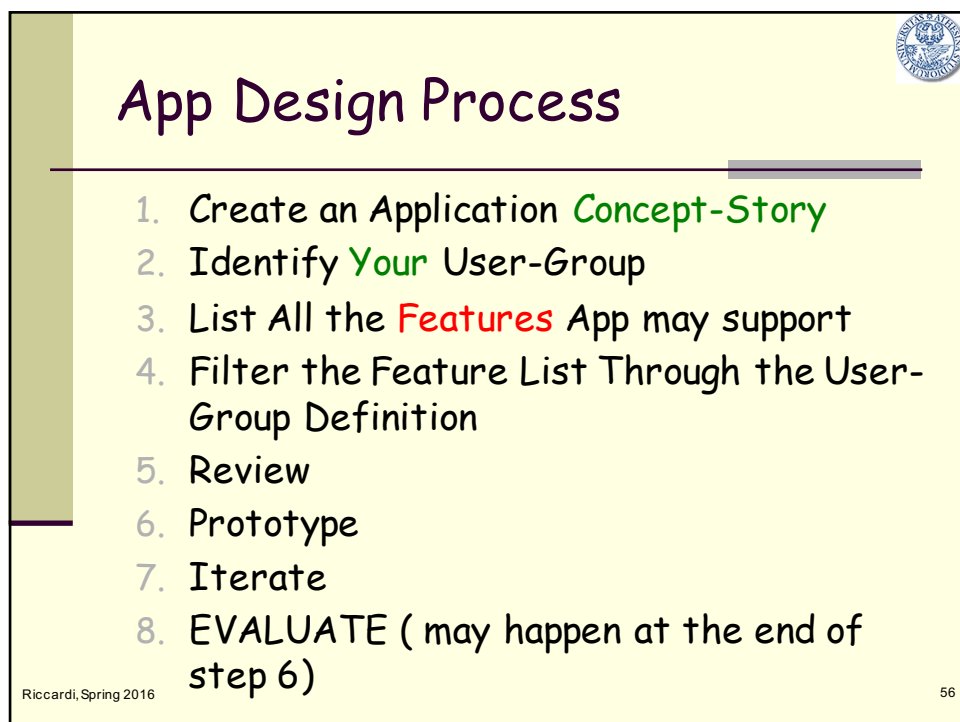 App Design Process
1. Create an Application Concept-Story
2. Identify Your User-Group
3. List All the Features App may support
4. Filter the Feature List Through the User-
Group Definition
5. Review
6. Prototype
7. Iterate
8. EVALUATE ( may happen at the end of
step 6)
Riccardi, Spring 2016
56